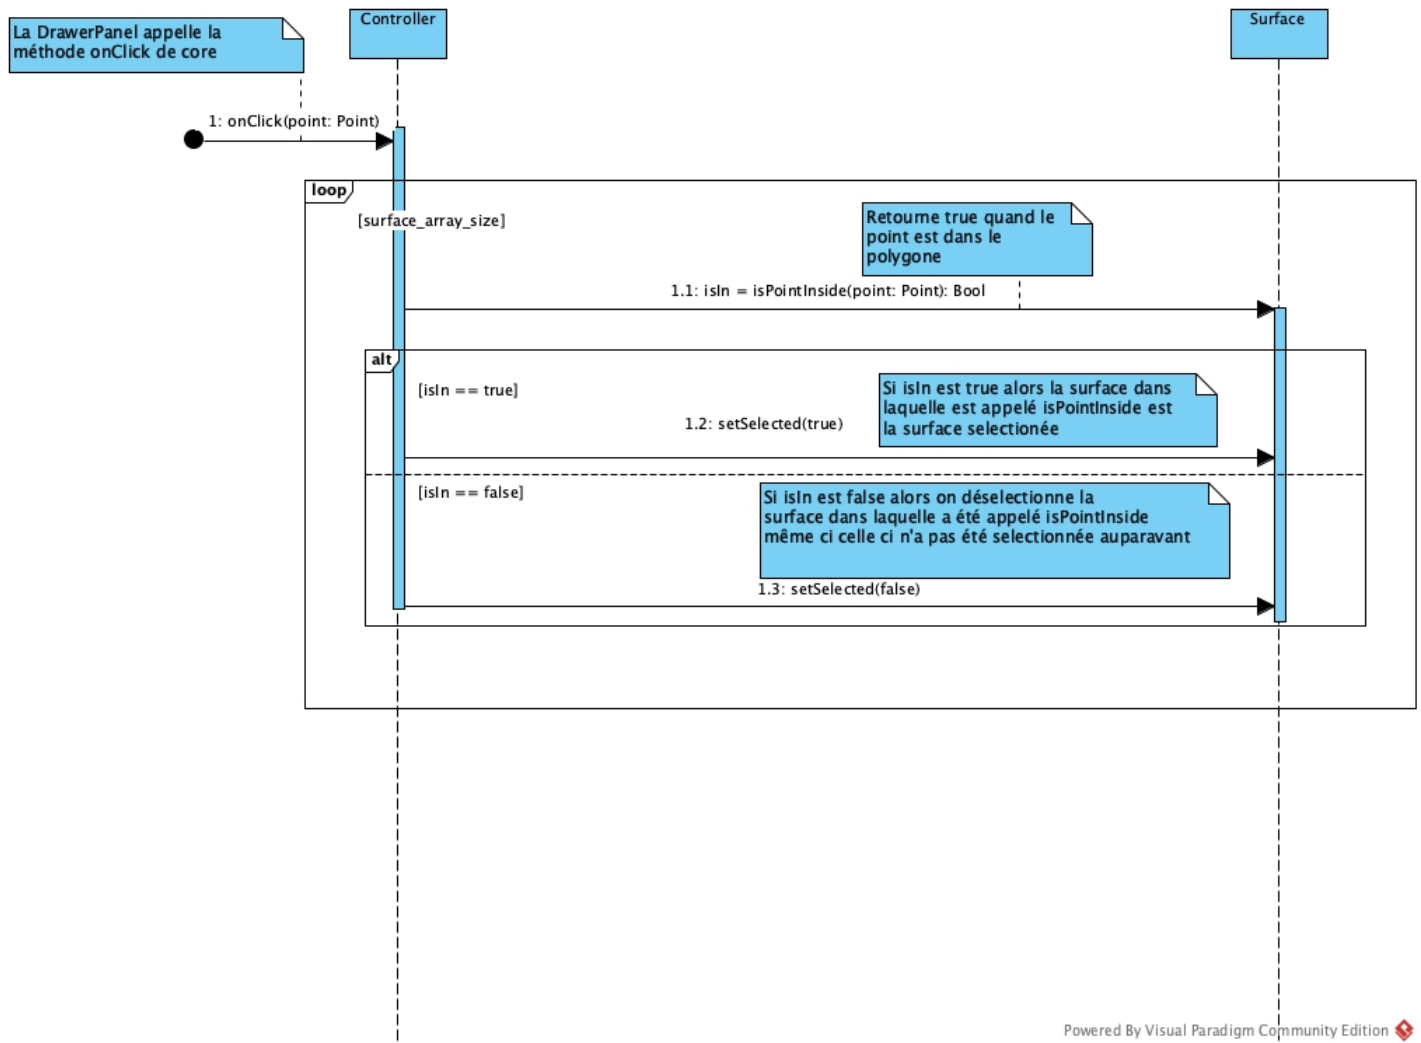 La DrawerPanel appelle la
méthode onClick de core
Controller
Surface
1: onClick(point: Point)
loop
[surface_array_size]
Retourne true quand le
point est dans le
polygone
1.1: isIn = isPointInside(point: Point): Bool
alt
[isIn == true]
Si isIn est true alors la surface dans
laquelle est appelé isPointInside est
la surface selectionée
1.2: setSelected(true)
[isIn == false]
Si isIn est false alors on déselectionne la
surface dans laquelle a été appelé isPointInside
même ci celle ci n'a pas été selectionnée auparavant
1.3: setSelected(false)
Powered By Visual Paradigm Community Edition